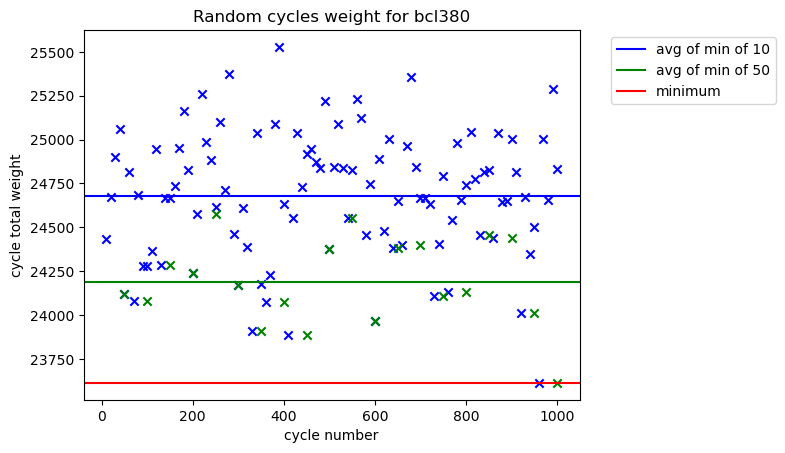 Random cycles weight for bcl380
25500
25250
25000
24750
24500
24250
24000
23750
cycle total weight
0
200
400
600
800
1000
cycle number
avg of min of 10
avg of min of 50
minimum